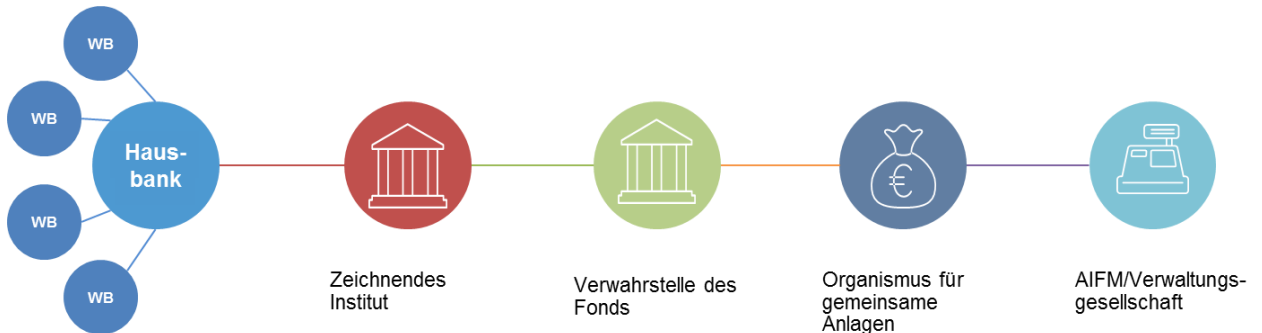 WB
WB
Haus-
bank
WB
WB
€
Zeichnendes
Institut
Verwahrstelle des
Fonds
Organismus für
gemeinsame
Anlagen
AIFM/Verwaltungs-
gesellschaft